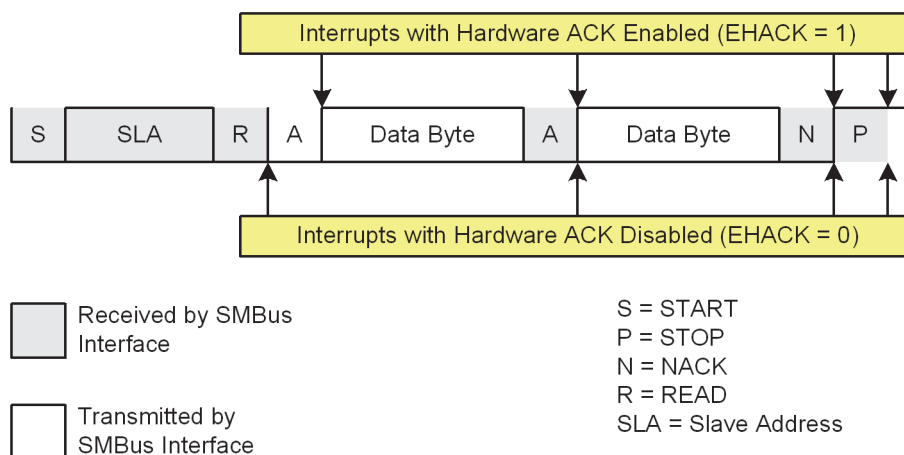 Interrupts with Hardware ACK Enabled (EHACK = 1)
S SLA R A Data Byte A Data Byte N P
Interrupts with Hardware ACK Disabled (EHACK = 0)
Received by SMBus
Interface
Transmitted by
SMBus Interface
S = START
P = STOP
N = NACK
R = READ
SLA = Slave Address